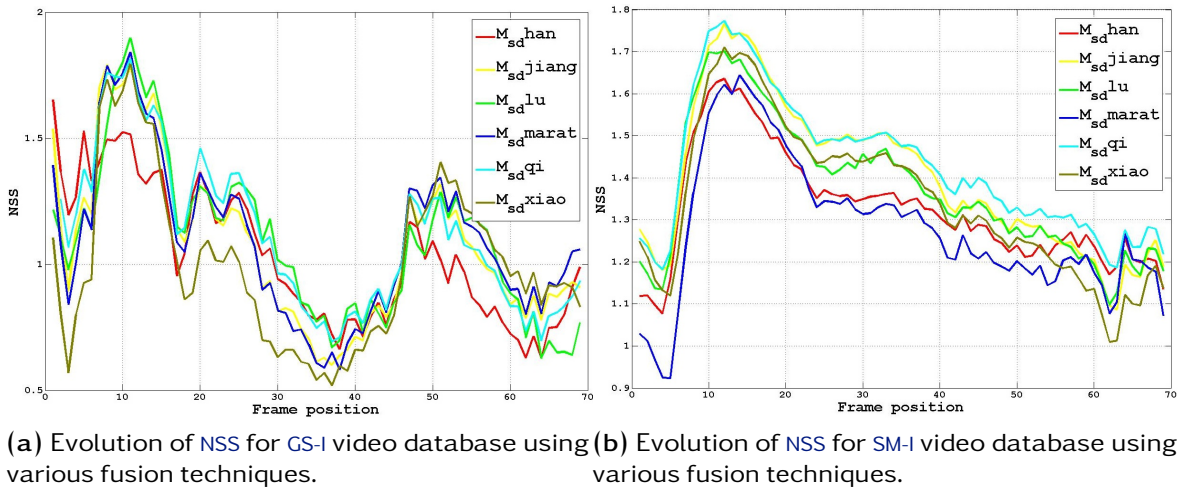 2
1.5
1
0.5
0
10
20
30
40
50
60
70
NSS
Frame position
M_sd han
M_sd jiang
M_sd lu
M_sd marat
M_sd qi
M_sd xiao
1.8
1.7
1.6
1.5
1.4
1.3
1.2
1.1
1
0.9
0
10
20
30
40
50
60
70
NSS
Frame position
M_sd han
M_sd jiang
M_sd lu
M_sd marat
M_sd qi
M_sd xiao
(a) Evolution of NSS for GS-I video database using
various fusion techniques.
(b) Evolution of NSS for SM-I video database using
various fusion techniques.